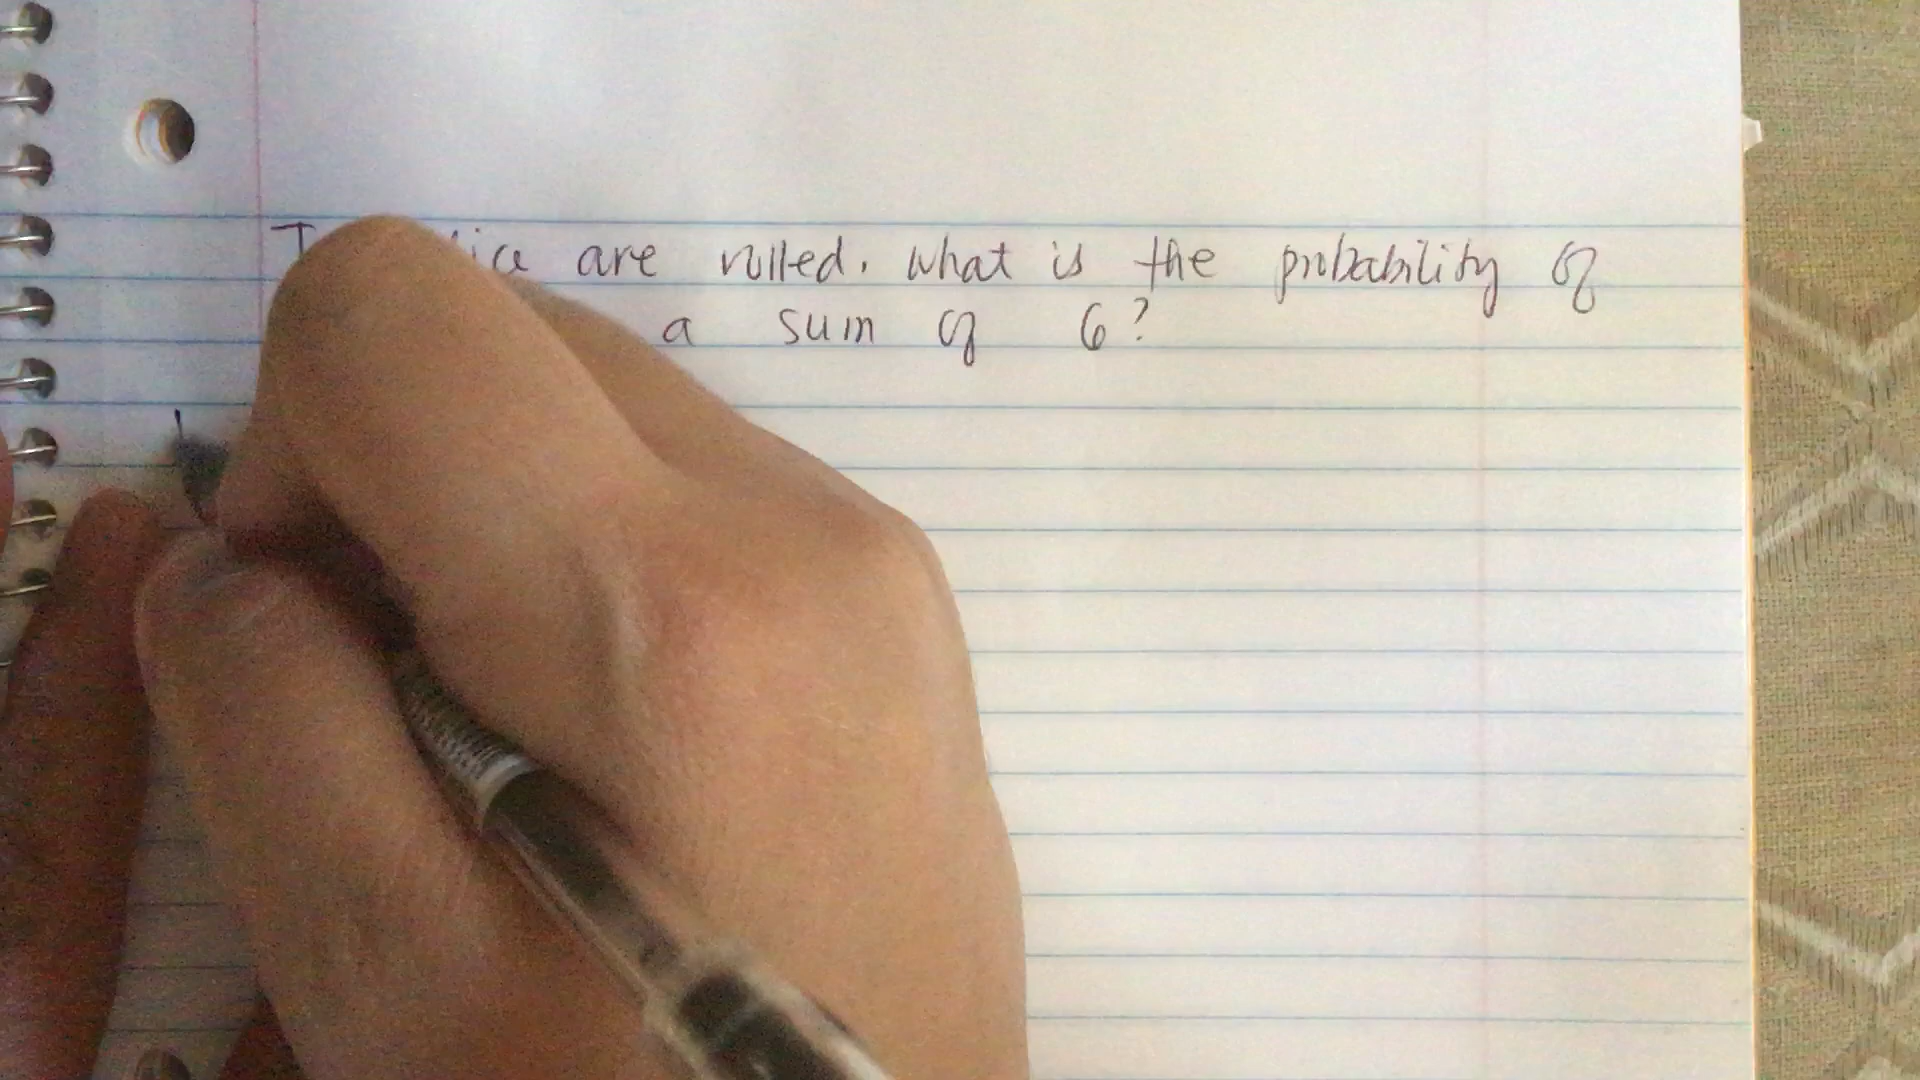 are rolled. what is the probability of
a sum of 6?